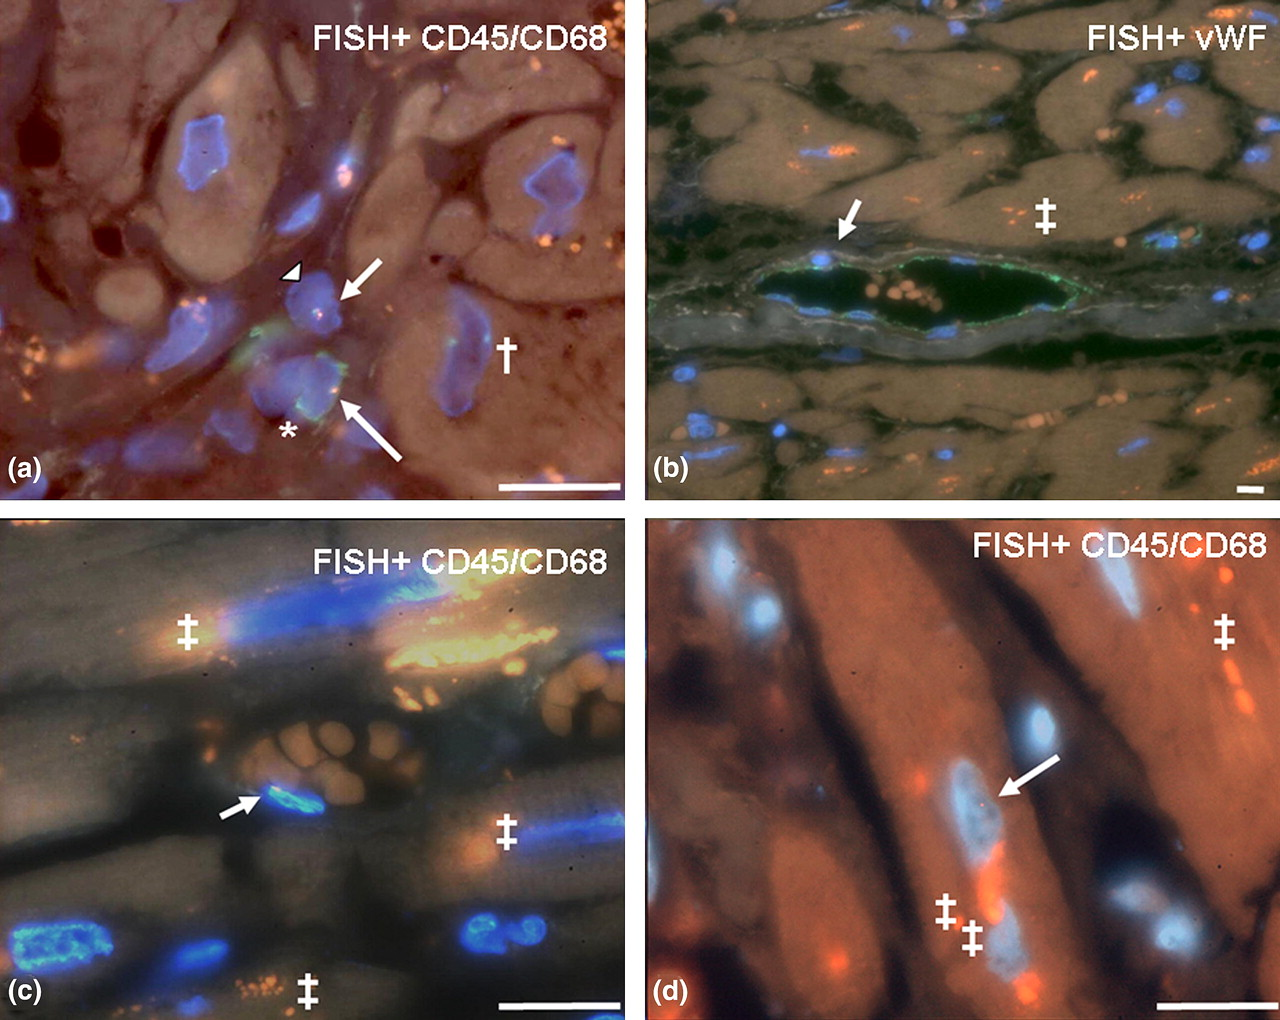 FISH+ CD45/CD68
†
*
(a)
FISH+ vWF
‡
(b)
FISH+ CD45/CD68
‡
‡
‡
(c)
FISH+ CD45/CD68
‡
‡
‡
(d)